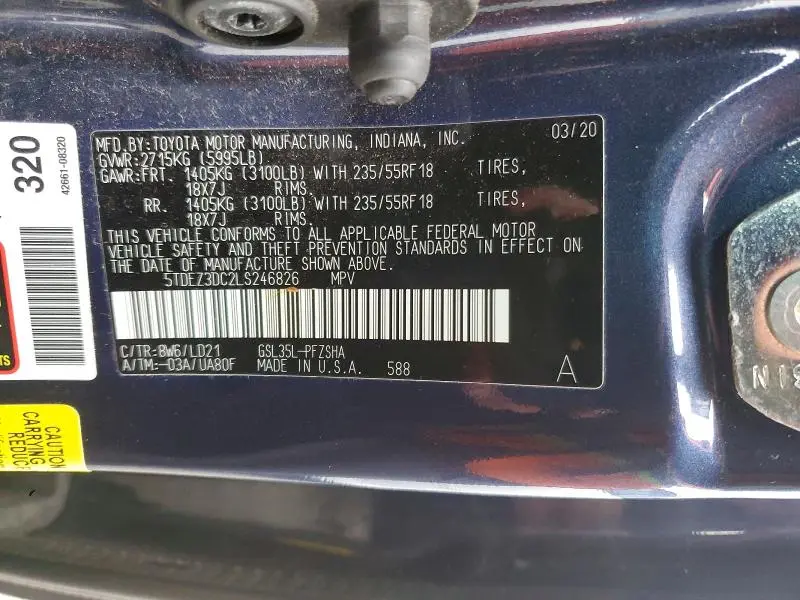 MFD.BY:TOYOTA MOTOR MANUFACTURING, INDIANA, INC. 03/20
GVWR:2715KG (5995LB)
GAWR:FRT. 1405KG (3100LB) WITH 235/55RF18 TIRES,
18X7J RIMS.
RR. 1405KG (3100LB) WITH 235/55RF18 TIRES,
18X7J RIMS.
THIS VEHICLE CONFORMS TO ALL APPLICABLE FEDERAL MOTOR
VEHICLE SAFETY AND THEFT PREVENTION STANDARDS IN EFFECT ON
THE DATE OF MANUFACTURE SHOWN ABOVE.
5TDEZ3DC2LS246826 MPV
C/TR:8W6/LD21 GSL35L-PFZSHA
A/TM:-03A/UA80F MADE IN U.S.A. 588 A
320
42661-08320
CAUTION
CARRYING
REDUC